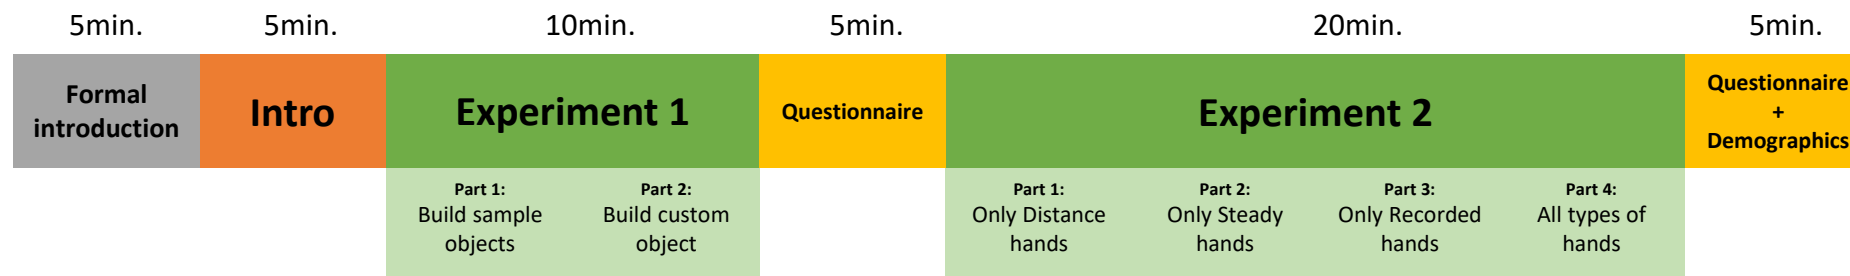 5min.
5min.
10min.
5min.
20min.
5min.
Formal
introduction
Intro
Experiment 1
Questionnaire
Experiment 2
Questionnaire
+
Demographics
Part 1:
Build sample
objects
Part 2:
Build custom
object
Part 1:
Only Distance
hands
Part 2:
Only Steady
hands
Part 3:
Only Recorded
hands
Part 4:
All types of
hands